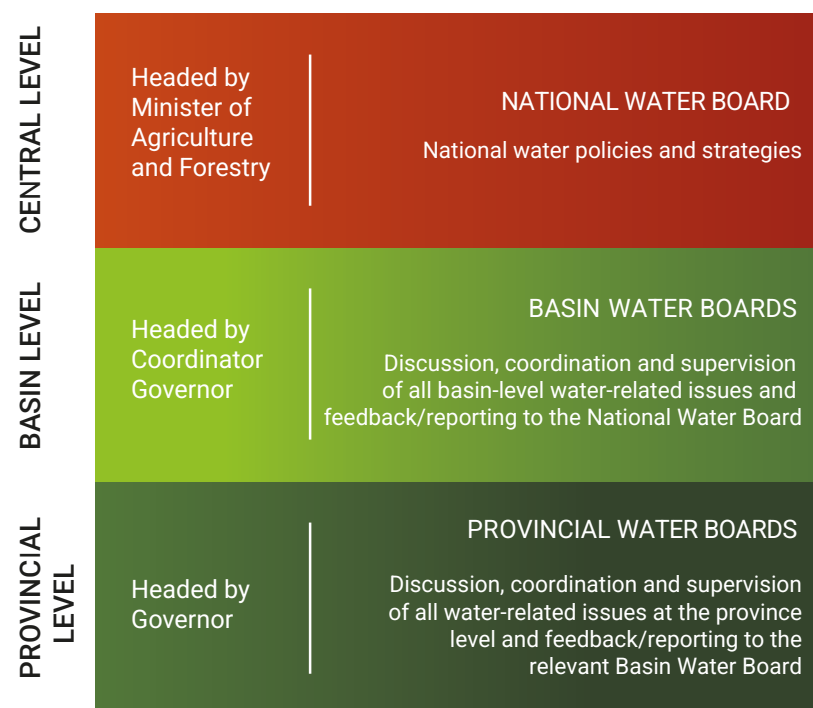 CENTRAL LEVEL
Headed by
Minister of
Agriculture
and Forestry
NATIONAL WATER BOARD
National water policies and strategies
BASIN LEVEL
Headed by
Coordinator
Governor
BASIN WATER BOARDS
Discussion, coordination and supervision
of all basin-level water-related issues and
feedback/reporting to the National Water Board
PROVINCIAL
LEVEL
Headed by
Governor
PROVINCIAL WATER BOARDS
Discussion, coordination and supervision
of all water-related issues at the province
level and feedback/reporting to the
relevant Basin Water Board